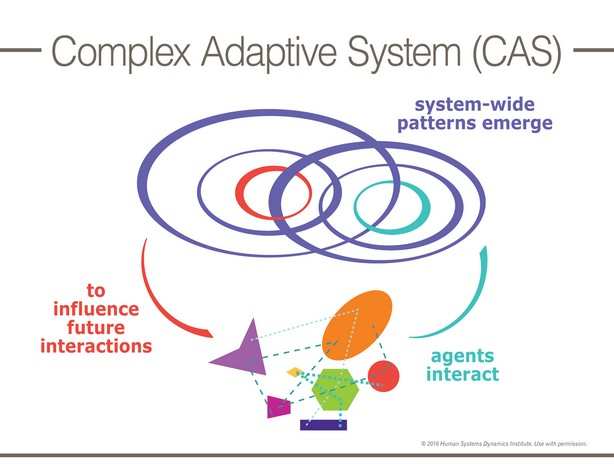 Complex Adaptive System (CAS)
system-wide
patterns emerge
to
influence
future
interactions
agents
interact
© 2016 Human Systems Dynamics Institute. Use with permission.